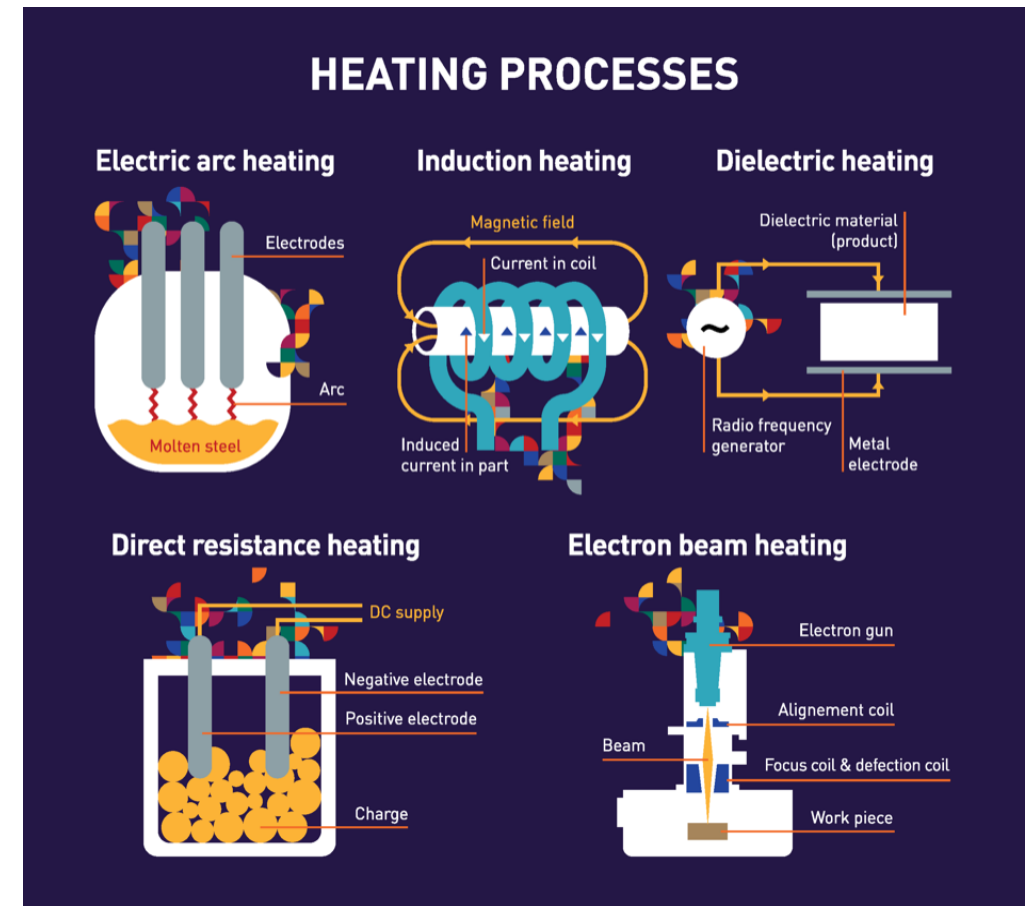 HEATING PROCESSES
Electric arc heating
Electrodes
Arc
Molten steel
Induction heating
Magnetic field
Current in coil
Induced
current in part
Dielectric heating
Dielectric material
(product)
~
Radio frequency
generator
Metal
electrode
Direct resistance heating
DC supply
Negative electrode
Positive electrode
Charge
Electron beam heating
Electron gun
Alignement coil
Beam
Focus coil & defection coil
Work piece